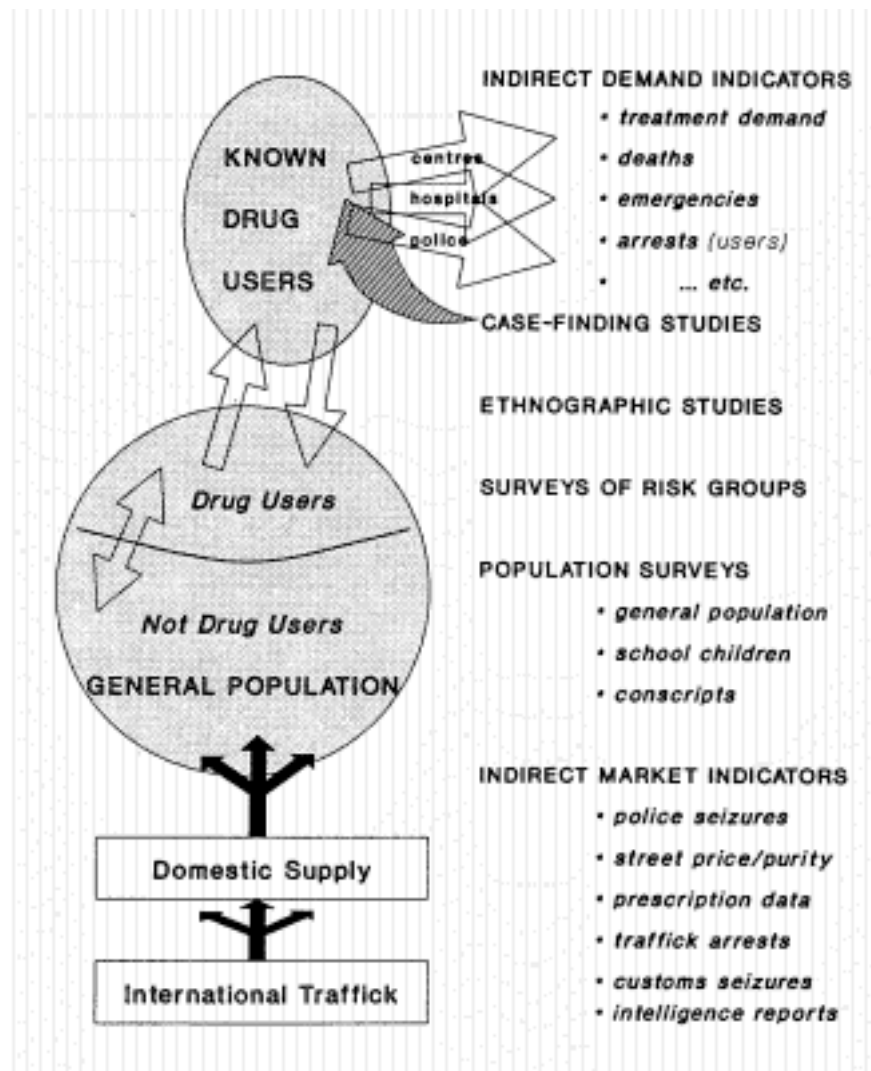 INDIRECT DEMAND INDICATORS
• treatment demand
• deaths
• emergencies
• arrests (users)
• ... etc.
KNOWN
DRUG
USERS
centres
hospitals
police
CASE-FINDING STUDIES
ETHNOGRAPHIC STUDIES
SURVEYS OF RISK GROUPS
Drug Users
Not Drug Users
GENERAL POPULATION
POPULATION SURVEYS
• general population
• school children
• conscripts
INDIRECT MARKET INDICATORS
• police seizures
• street price/purity
• prescription data
• traffick arrests
• customs seizures
• intelligence reports
Domestic Supply
International Traffick